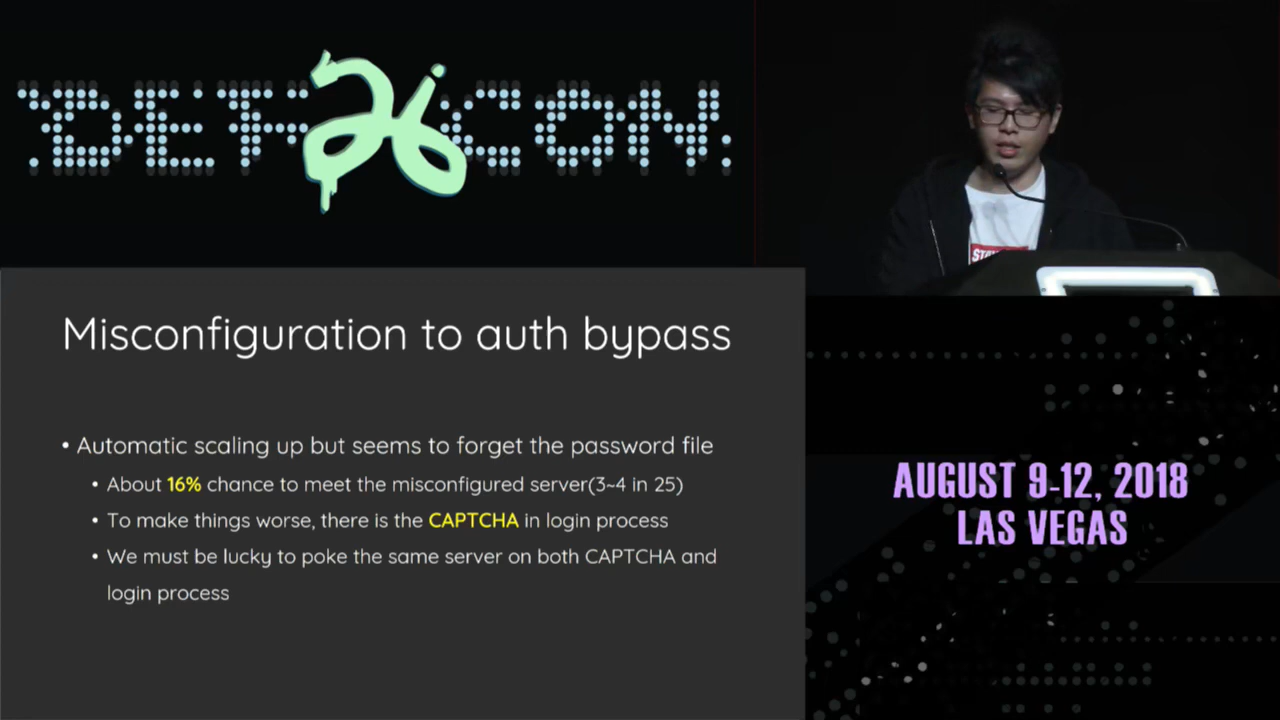 DEF CON 26
Misconfiguration to auth bypass
• Automatic scaling up but seems to forget the password file
• About 16% chance to meet the misconfigured server(3~4 in 25)
• To make things worse, there is the CAPTCHA in login process
• We must be lucky to poke the same server on both CAPTCHA and
login process
AUGUST 9-12, 2018
LAS VEGAS